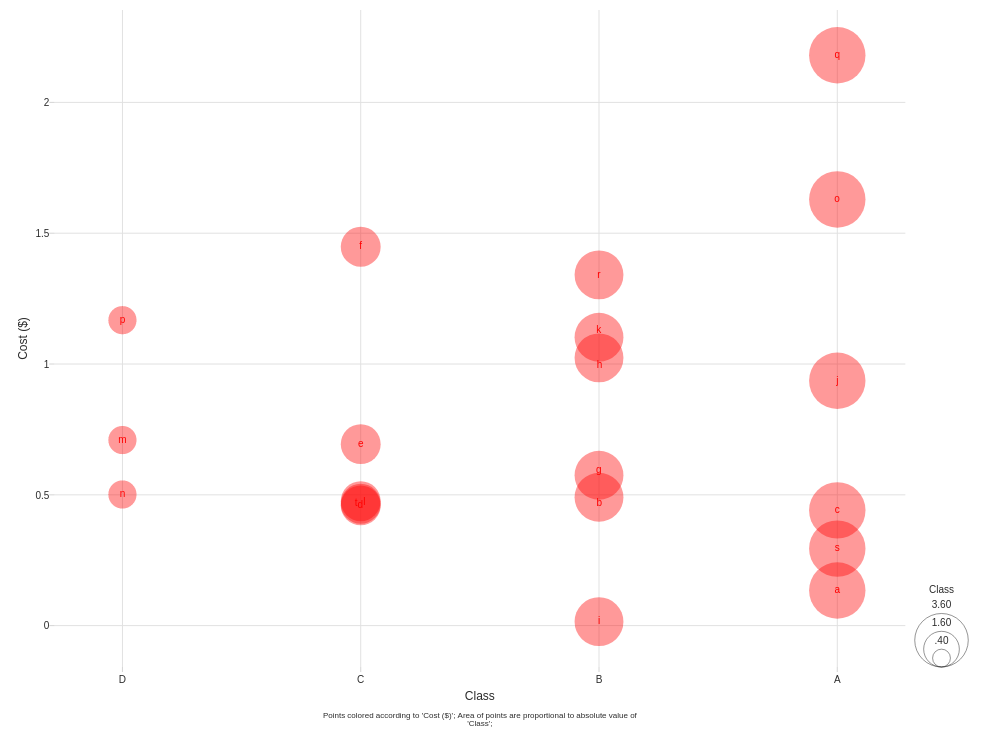 q
2
o
1.5
f
r
p
k
h
1
j
m
e
g
0.5
n
d
b
c
s
a
i
0
Cost ($)
D
C
B
A
Class
Class
3.60
1.60
.40
Points colored according to 'Cost ($)'; Area of points are proportional to absolute value of
'Class';